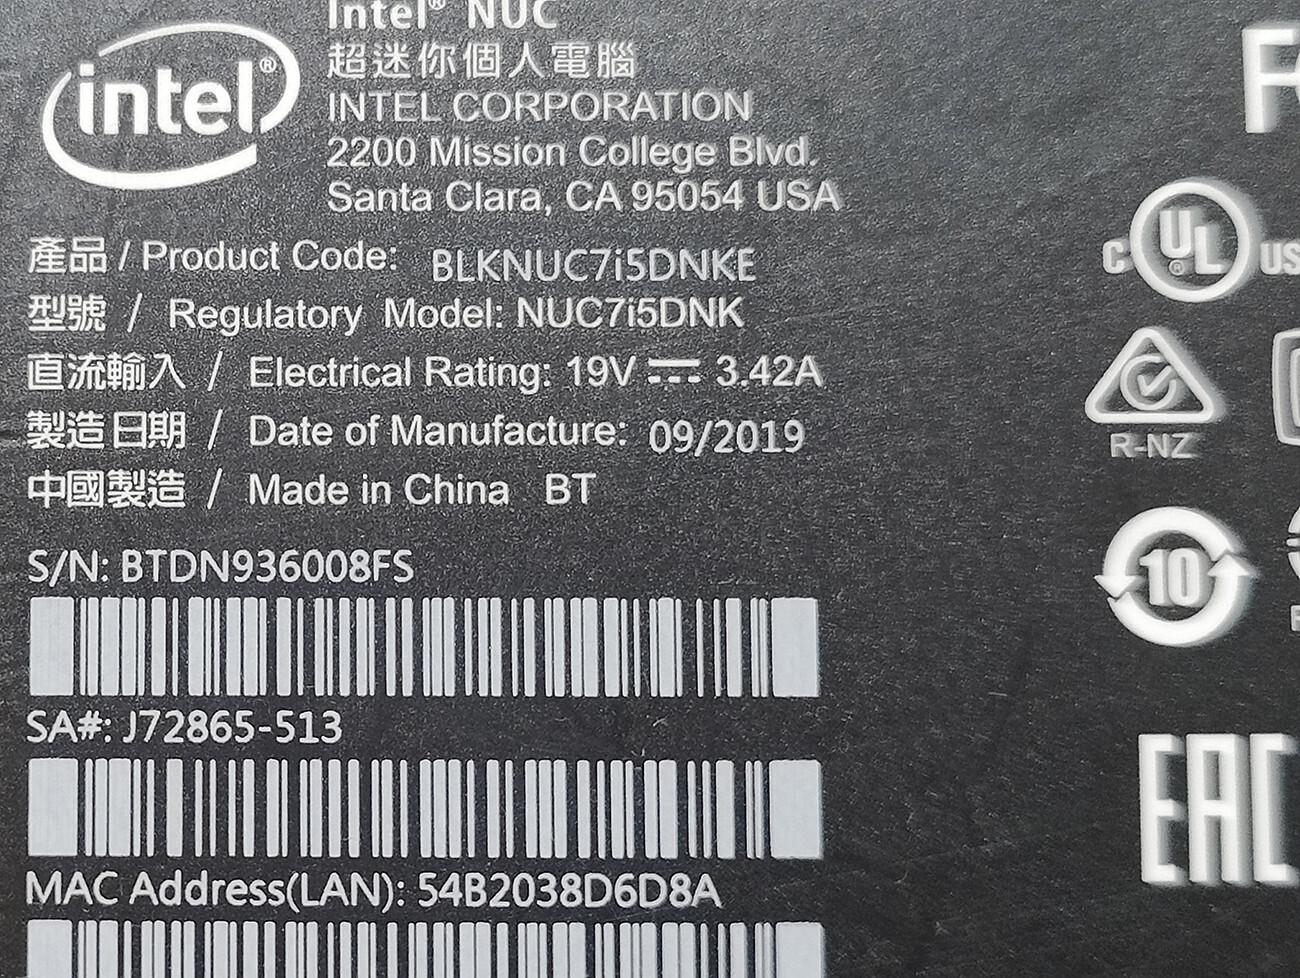 Intel® NUC
intel®
超迷你個人電腦
INTEL CORPORATION
2200 Mission College Blvd.
Santa Clara, CA 95054 USA
產品 / Product Code: BLKNUC7i5DNKE
型號 / Regulatory Model: NUC7i5DNK
直流輸入 / Electrical Rating: 19V 3.42A
製造日期 / Date of Manufacture: 09/2019
中國製造 / Made in China BT
S/N: BTDN936008FS
SA#: J72865-513
MAC Address(LAN): 54B2038D6D8A
C UL® US
R-NZ
10
EAC